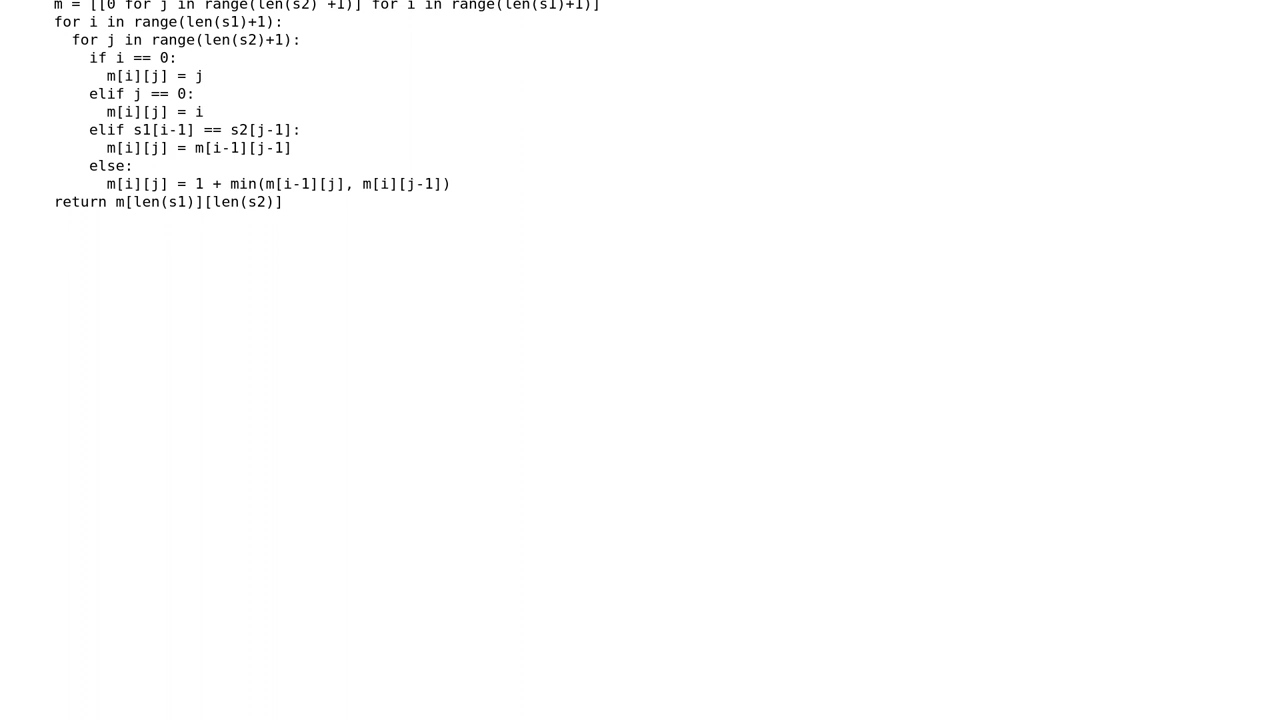 m = [[0 for j in range(len(s2) +1)] for i in range(len(s1)+1)]
for i in range(len(s1)+1):
for j in range(len(s2)+1):
if i == 0:
m[i][j] = j
elif j == 0:
m[i][j] = i
elif s1[i-1] == s2[j-1]:
m[i][j] = m[i-1][j-1]
else:
m[i][j] = 1 + min(m[i-1][j], m[i][j-1])
return m[len(s1)][len(s2)]